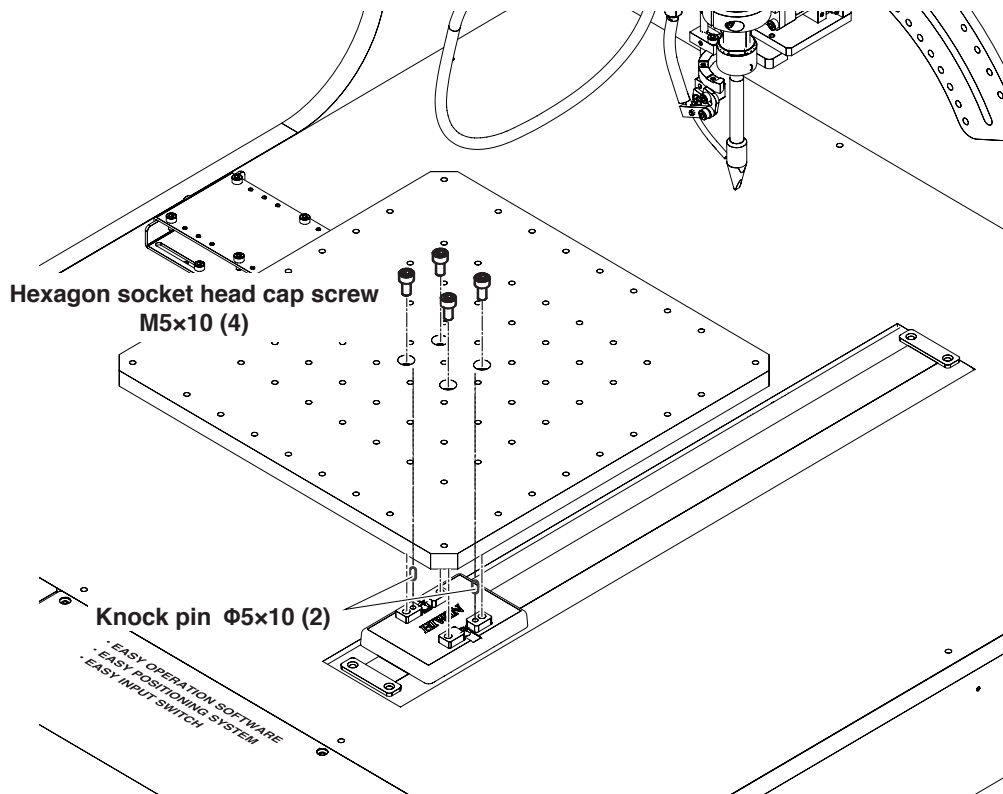 Hexagon socket head cap screw
M5×10 (4)
Knock pin Φ5×10 (2)
· EASY OPERATION SOFTWARE
· EASY POSITIONING SYSTEM
· EASY INPUT SWITCH